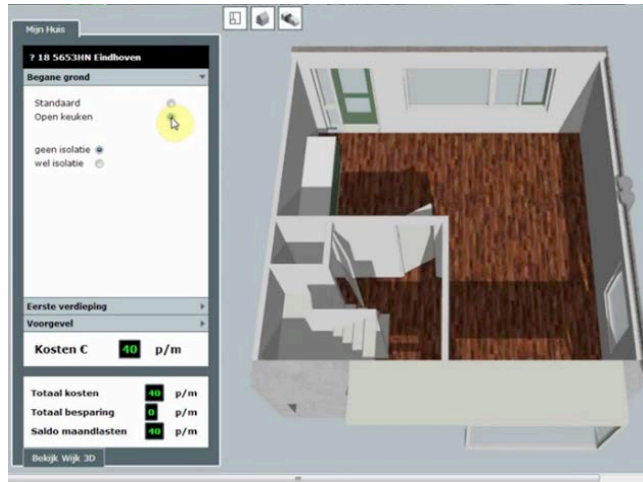 Mijn Huis
? 18 5653HN Eindhoven
Begane grond
Standaard
Open keuken
geen isolatie
wel isolatie
Eerste verdieping
Voorgevel
Kosten € 40 p/m
Totaal kosten 40 p/m
Totaal besparing 0 p/m
Saldo maandlasten 40 p/m
Bekijk Wijk 3D